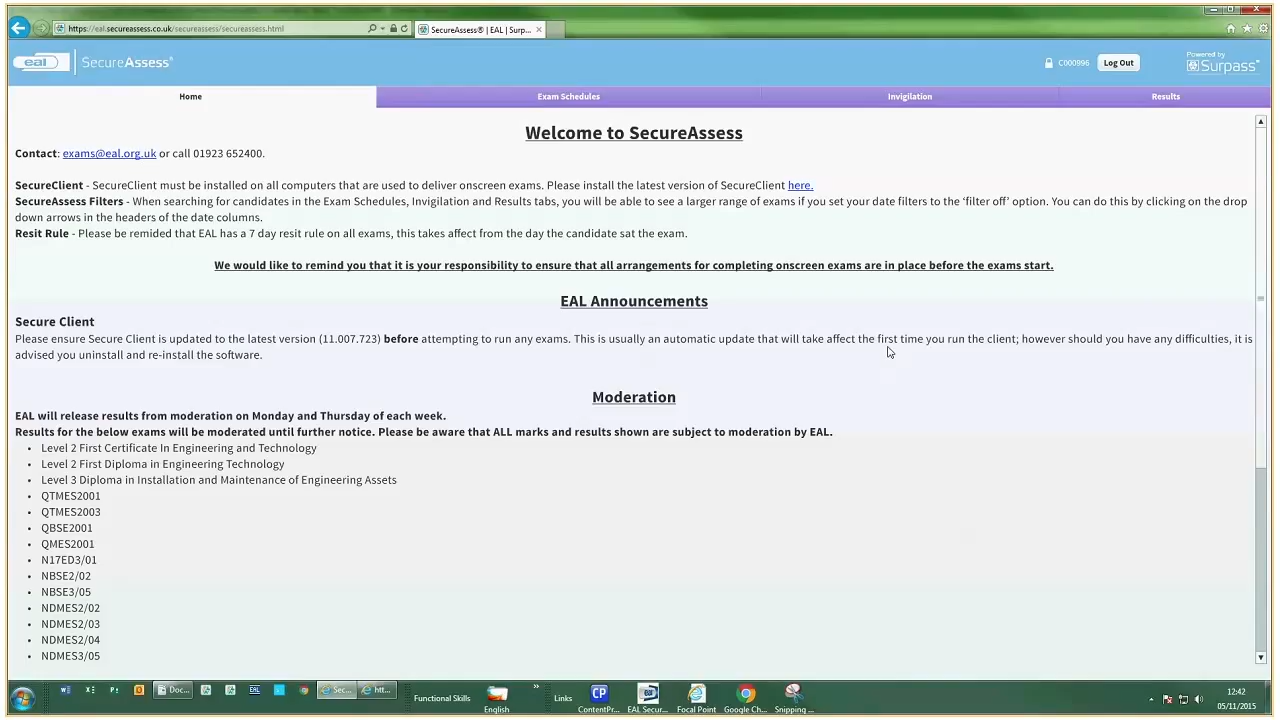 https://eal.secureassess.co.uk/secureassess/secureassess.html
SecureAssess® | EAL | Surp...
eal SecureAssess®
C000996
Log Out
Powered by
Surpass™
Home
Exam Schedules
Invigilation
Results
Welcome to SecureAssess
Contact: exams@eal.org.uk or call 01923 652400.
SecureClient - SecureClient must be installed on all computers that are used to deliver onscreen exams. Please install the latest version of SecureClient here.
SecureAssess Filters - When searching for candidates in the Exam Schedules, Invigilation and Results tabs, you will be able to see a larger range of exams if you set your date filters to the ‘filter off’ option. You can do this by clicking on the drop
down arrows in the headers of the date columns.
Resit Rule - Please be remided that EAL has a 7 day resit rule on all exams, this takes affect from the day the candidate sat the exam.
We would like to remind you that it is your responsibility to ensure that all arrangements for completing onscreen exams are in place before the exams start.
EAL Announcements
Secure Client
Please ensure Secure Client is updated to the latest version (11.007.723) before attempting to run any exams. This is usually an automatic update that will take affect the first time you run the client; however should you have any difficulties, it is
advised you uninstall and re-install the software.
Moderation
EAL will release results from moderation on Monday and Thursday of each week.
Results for the below exams will be moderated until further notice. Please be aware that ALL marks and results shown are subject to moderation by EAL.
• Level 2 First Certificate In Engineering and Technology
• Level 2 First Diploma in Engineering Technology
• Level 3 Diploma in Installation and Maintenance of Engineering Assets
• QTMES2001
• QTMES2003
• QBSE2001
• QMES2001
• N17ED3/01
• NBSE2/02
• NBSE3/05
• NDMES2/02
• NDMES2/03
• NDMES2/04
• NDMES3/05
Doc...
Sec...
htt...
Functional Skills
English
Links
ContentPr...
EAL Secur...
Focal Point
Google Ch...
Snipping ...
12:42
05/11/2015